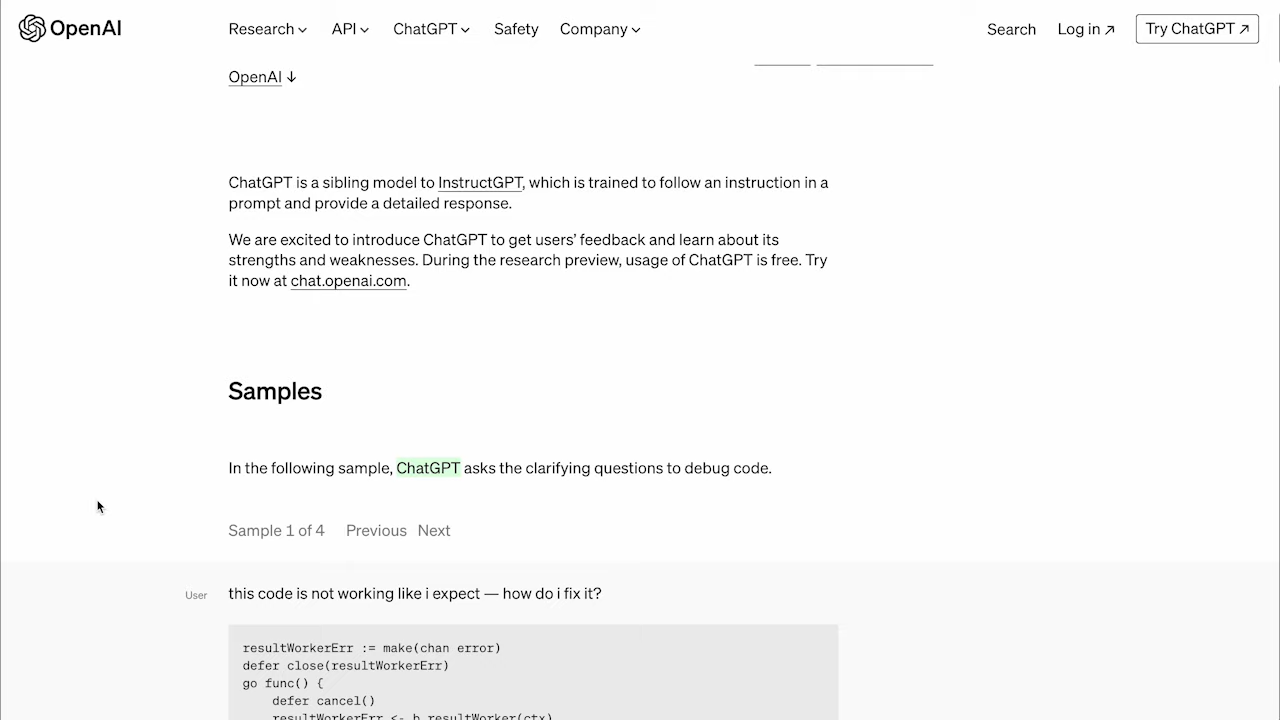 OpenAI
Research API ChatGPT Safety Company Search Log in ↗ Try ChatGPT ↗
OpenAI ↓
ChatGPT is a sibling model to InstructGPT, which is trained to follow an instruction in a
prompt and provide a detailed response.
We are excited to introduce ChatGPT to get users’ feedback and learn about its
strengths and weaknesses. During the research preview, usage of ChatGPT is free. Try
it now at chat.openai.com.
Samples
In the following sample, ChatGPT asks the clarifying questions to debug code.
Sample 1 of 4 Previous Next
User this code is not working like i expect — how do i fix it?
resultWorkerErr := make(chan error)
defer close(resultWorkerErr)
go func() {
defer cancel()
resultWorkerErr <- b.resultWorker(ctx)